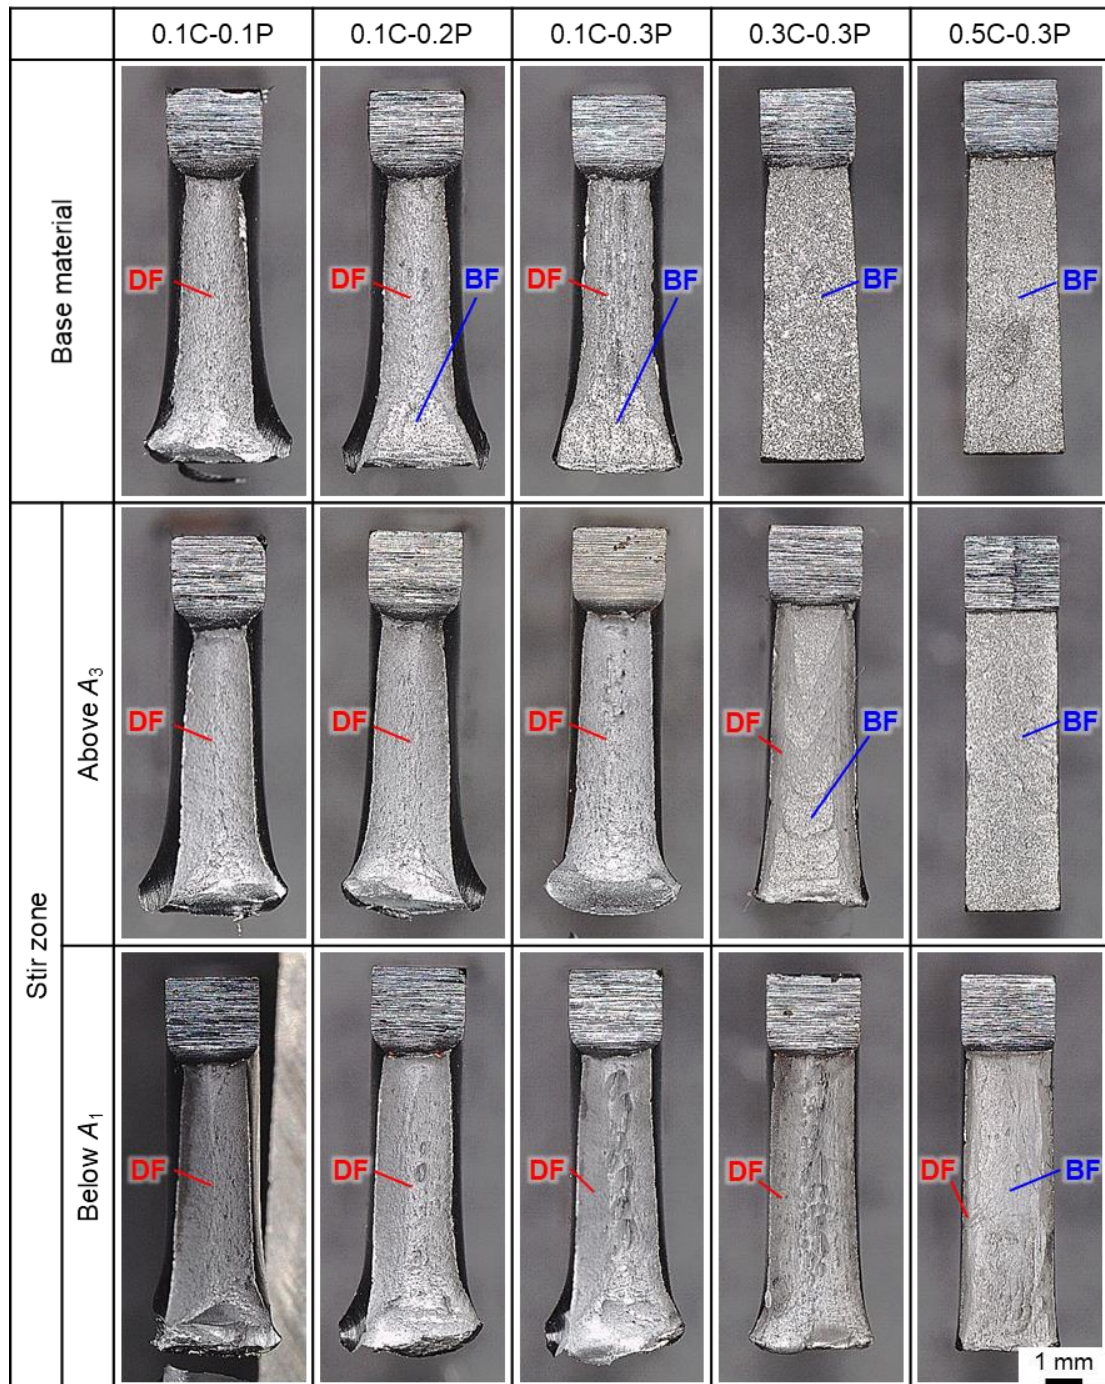 0.1C-0.1P 0.1C-0.2P 0.1C-0.3P 0.3C-0.3P 0.5C-0.3P
Base material
DF
DF BF
DF BF
BF
BF
Stir zone
Above A3
DF
DF
DF
DF BF
BF
Below A1
DF
DF
DF
DF
DF BF
1 mm